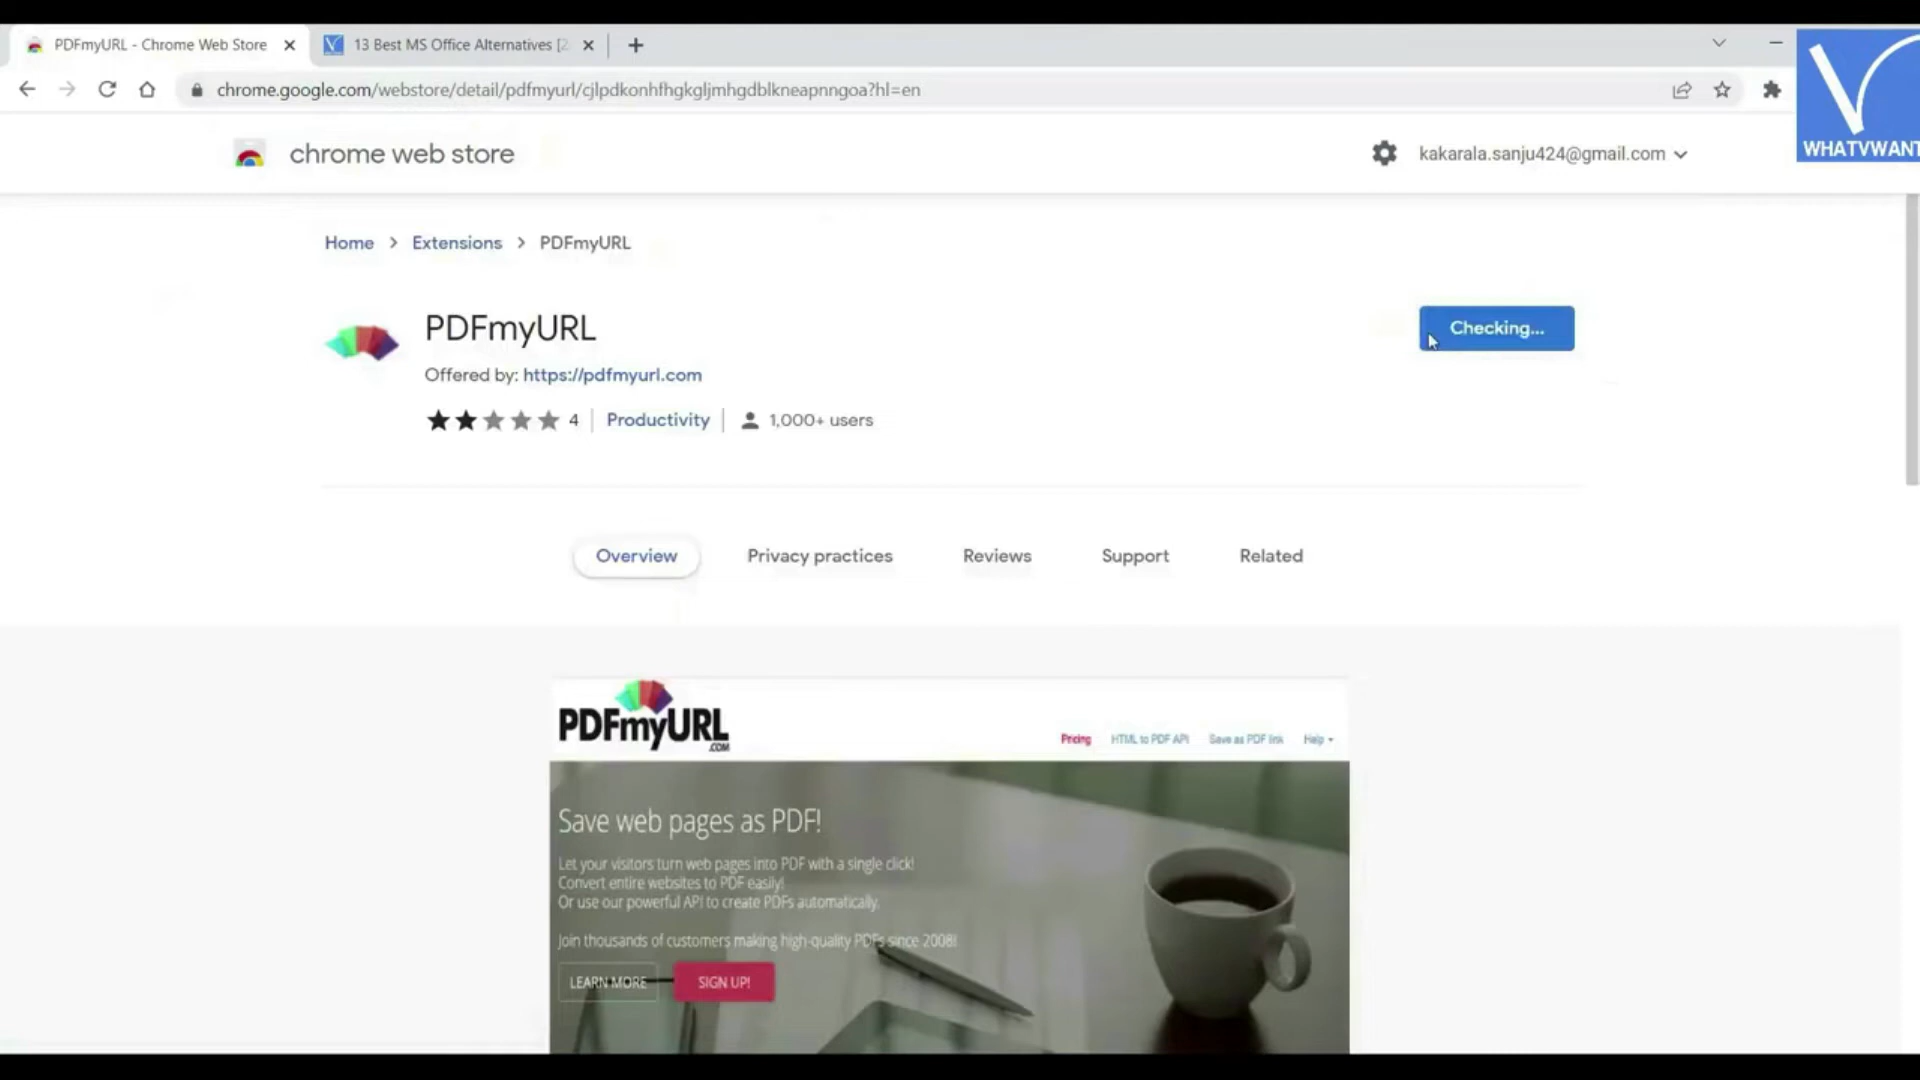 PDFmyURL - Chrome Web Store
13 Best MS Office Alternatives [2
chrome.google.com/webstore/detail/pdfmyurl/cjlpdkonhfhgkgljmhgdblkneapnngoa?hl=en
WHATVWANT
chrome web store
kakarala.sanju424@gmail.com
Home > Extensions > PDFmyURL
PDFmyURL
Checking...
Offered by: https://pdfmyurl.com
4 | Productivity | 1,000+ users
Overview Privacy practices Reviews Support Related
PDFmyURL
.COM
Pricing HTML to PDF API Save as PDF link Help
Save web pages as PDF!
Let your visitors turn web pages into PDF with a single click!
Convert entire websites to PDF easily!
Or use our powerful API to create PDFs automatically.
Join thousands of customers making high-quality PDFs since 2008!
LEARN MORE SIGN UP!